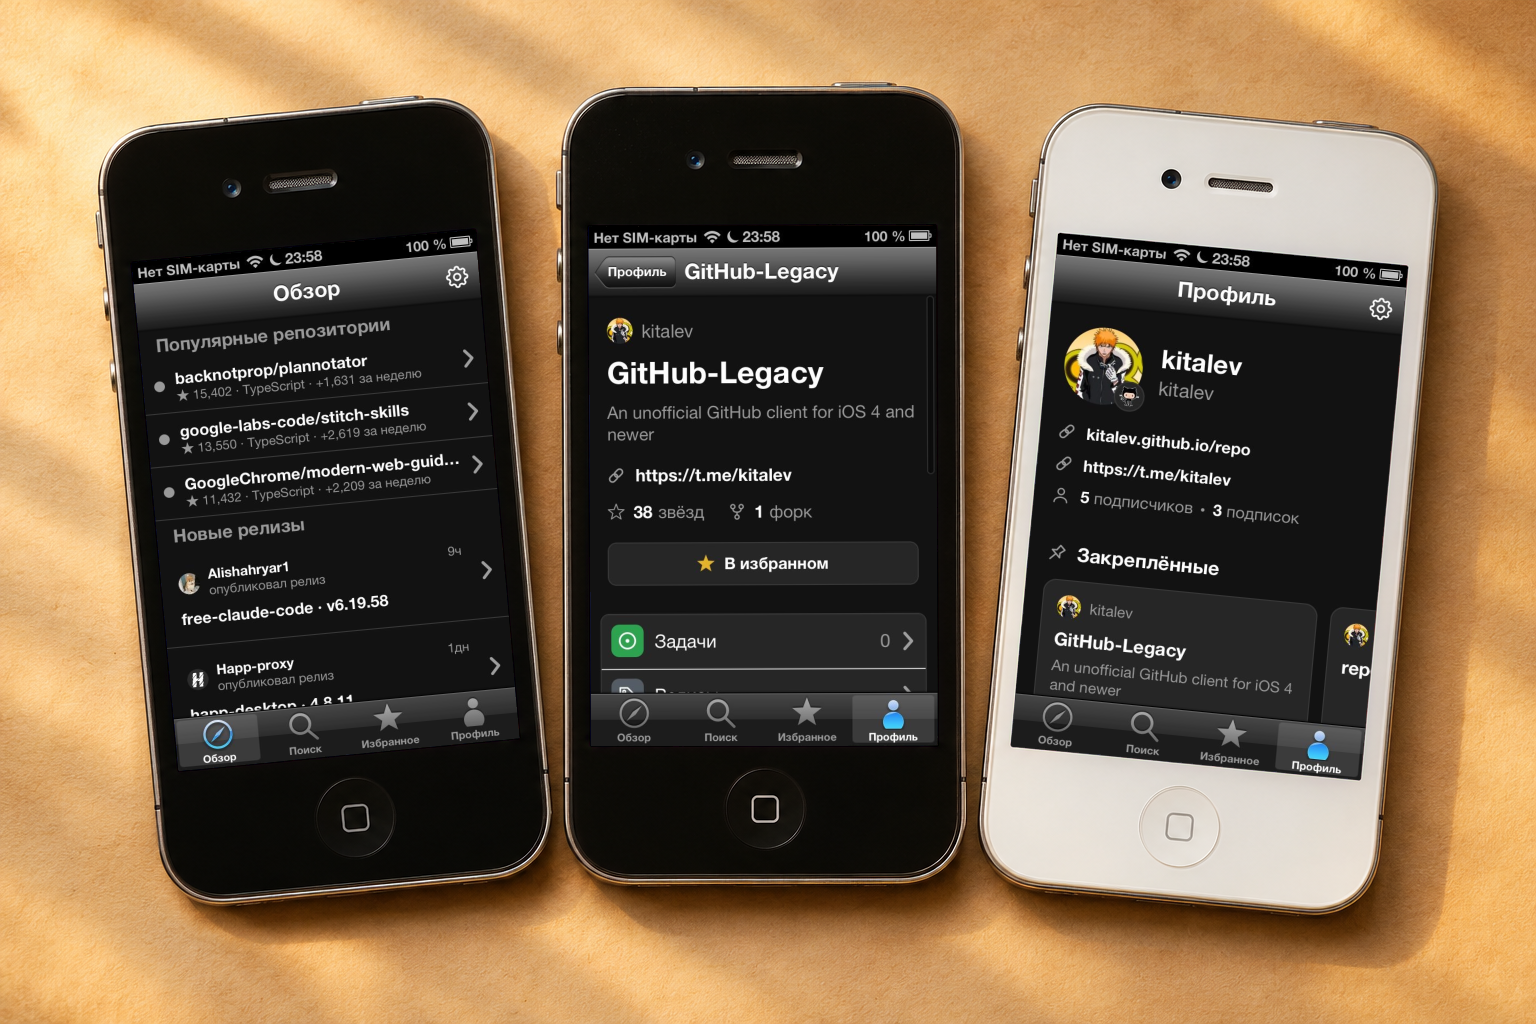 Нет SIM-карты 23:58 100 %
Обзор
Популярные репозитории
backnotprop/plannotator
★ 15,402 · TypeScript · +1,631 за неделю
google-labs-code/stitch-skills
★ 13,550 · TypeScript · +2,619 за неделю
GoogleChrome/modern-web-guid...
★ 11,432 · TypeScript · +2,209 за неделю
Новые релизы
9ч
Alishahryar1
опубликовал релиз
free-claude-code · v6.19.58
1дн
Happ-proxy
опубликовал релиз
happ-desktop · 4.8.11
Обзор Поиск Избранное Профиль
Нет SIM-карты 23:58 100 %
Профиль GitHub-Legacy
kitalev
GitHub-Legacy
An unofficial GitHub client for iOS 4 and
newer
https://t.me/kitalev
38 звёзд 1 форк
★ В избранном
Задачи 0
Обзор Поиск Избранное Профиль
Нет SIM-карты 23:58 100 %
Профиль
kitalev
kitalev
kitalev.github.io/repo
https://t.me/kitalev
5 подписчиков • 3 подписок
Закреплённые
kitalev
GitHub-Legacy
An unofficial GitHub client for iOS 4
and newer
repo
Обзор Поиск Избранное Профиль